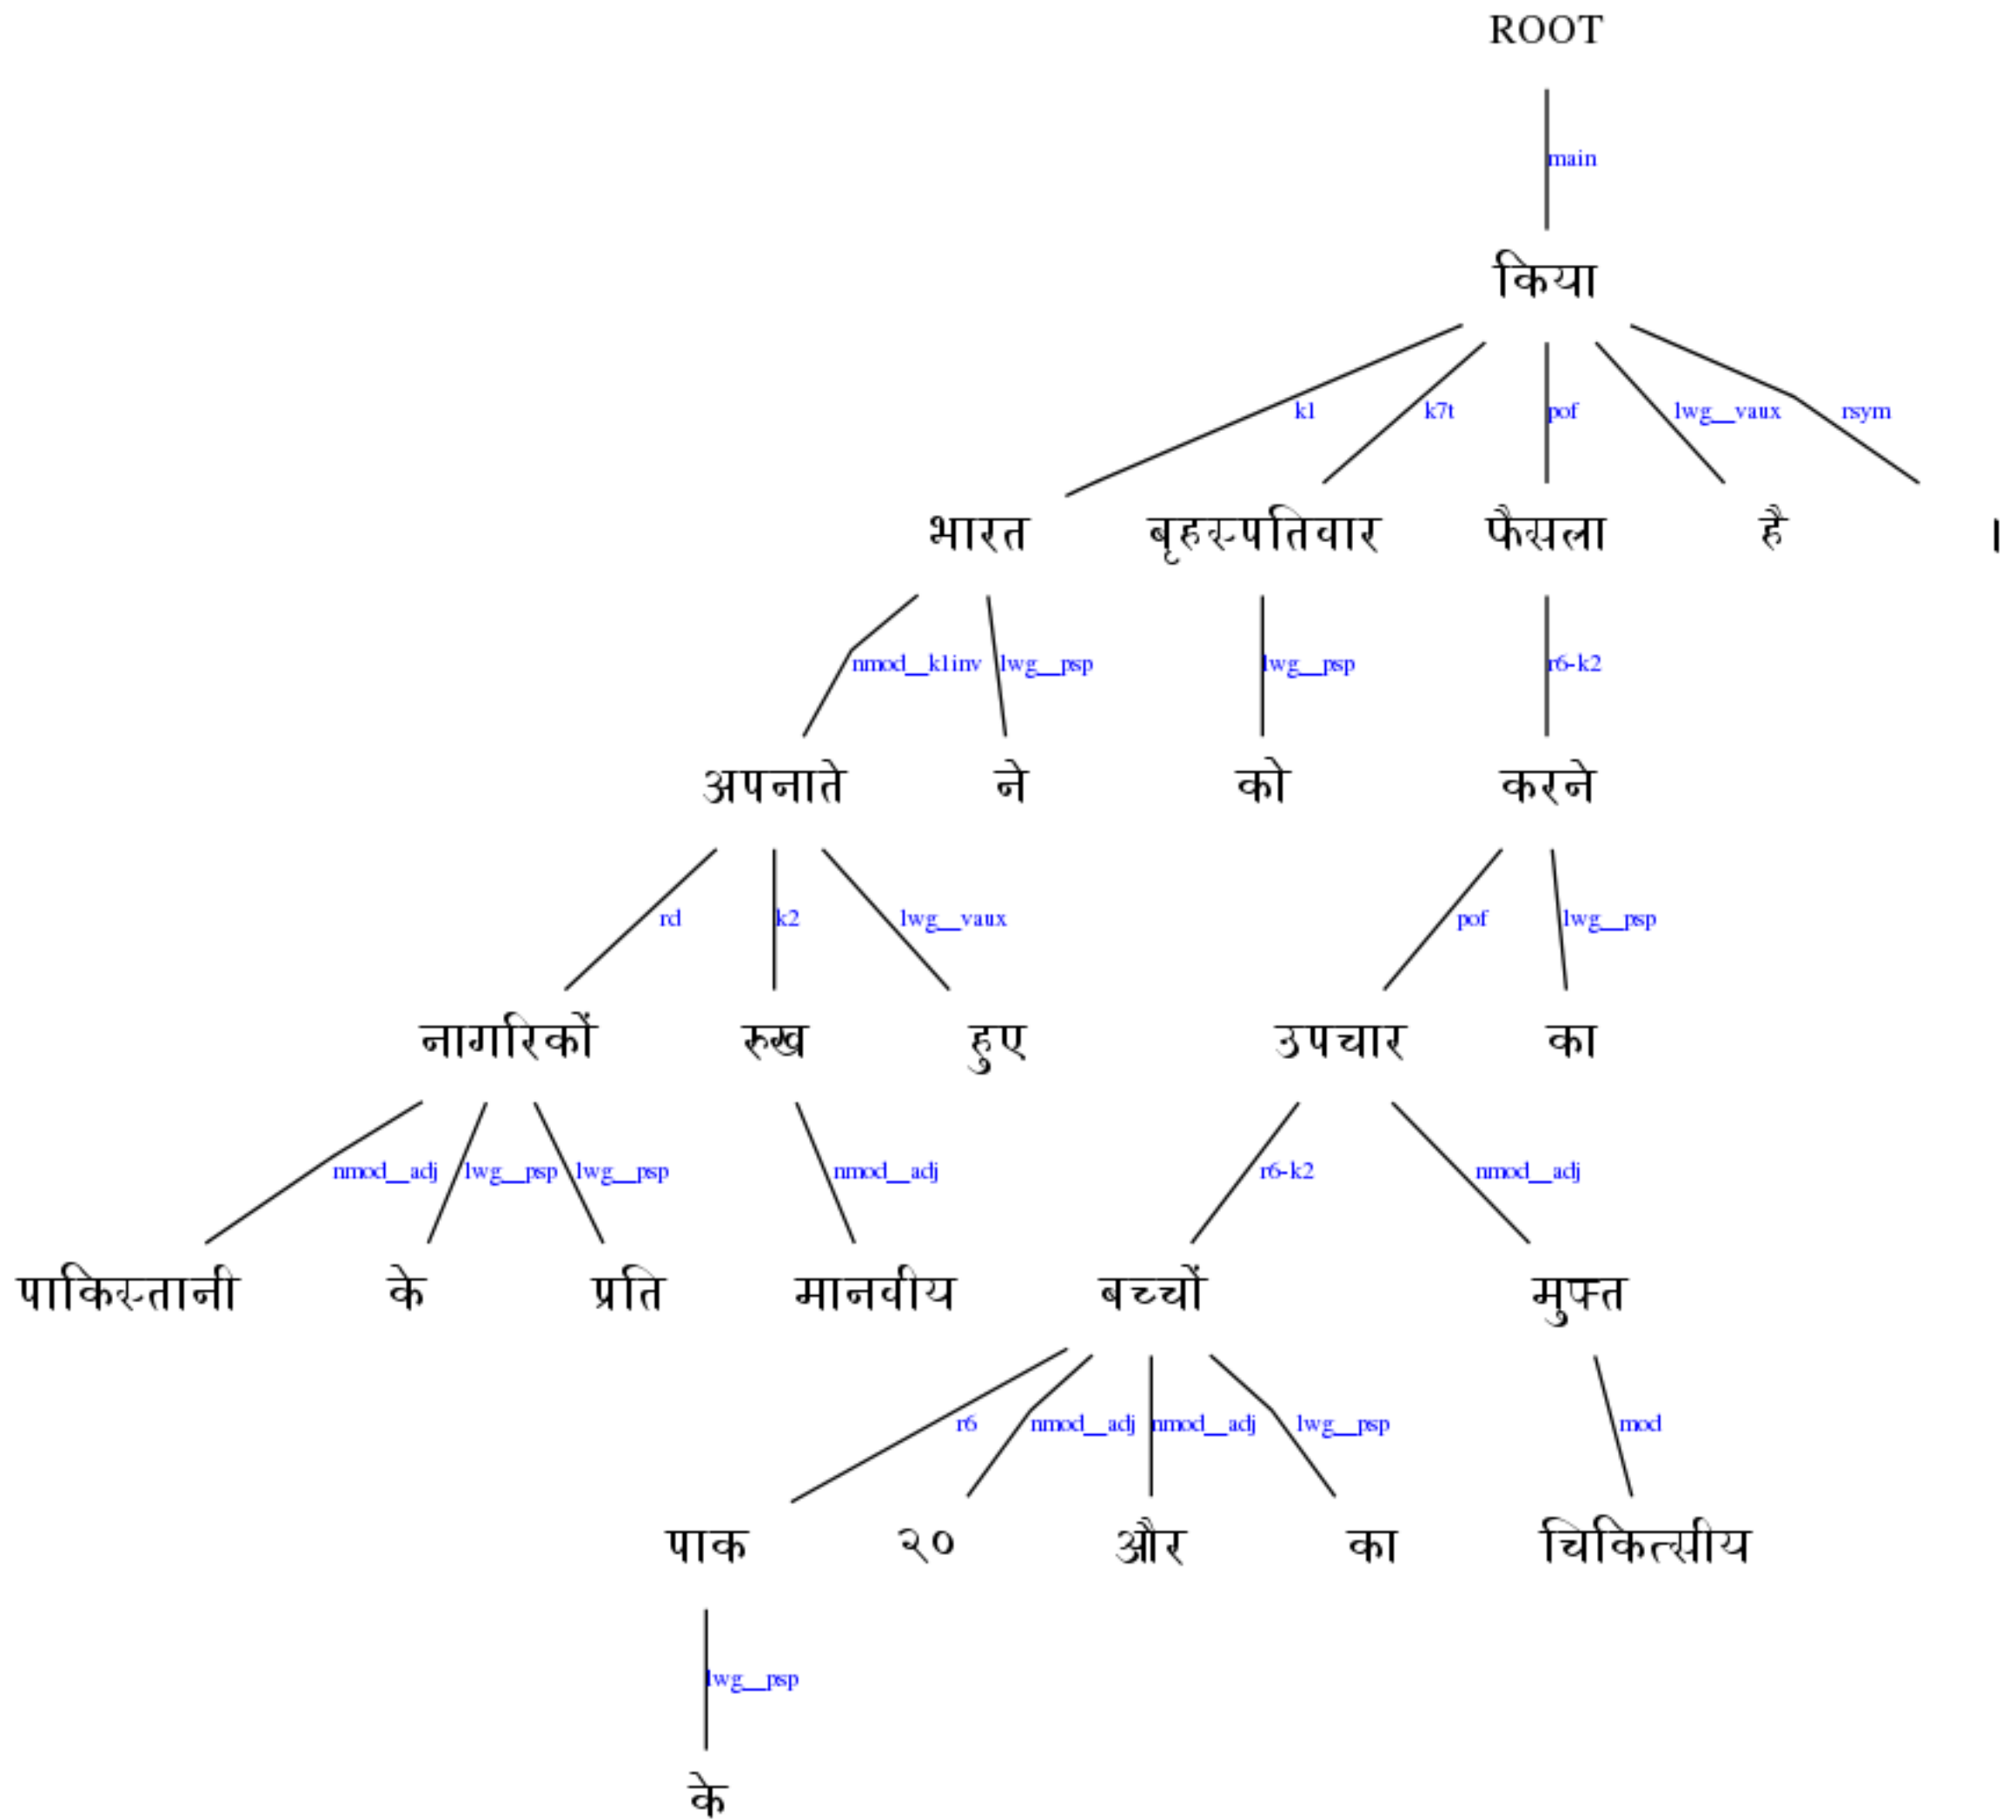 ROOT
main
किया
k1 k7t pof lwg__vaux rsym
भारत बृहस्पतिवार फैसला है ।
nmod__k1inv lwg__psp lwg__psp r6-k2
अपनाते ने को करने
rd k2 lwg__vaux pof lwg__psp
नागरिकों रुख हुए उपचार का
nmod__adj lwg__psp lwg__psp nmod__adj r6-k2 nmod__adj
पाकिस्तानी के प्रति मानवीय बच्चों मुफ्त
r6 nmod__adj nmod__adj lwg__psp mod
पाक २० और का चिकित्सीय
lwg__psp
के